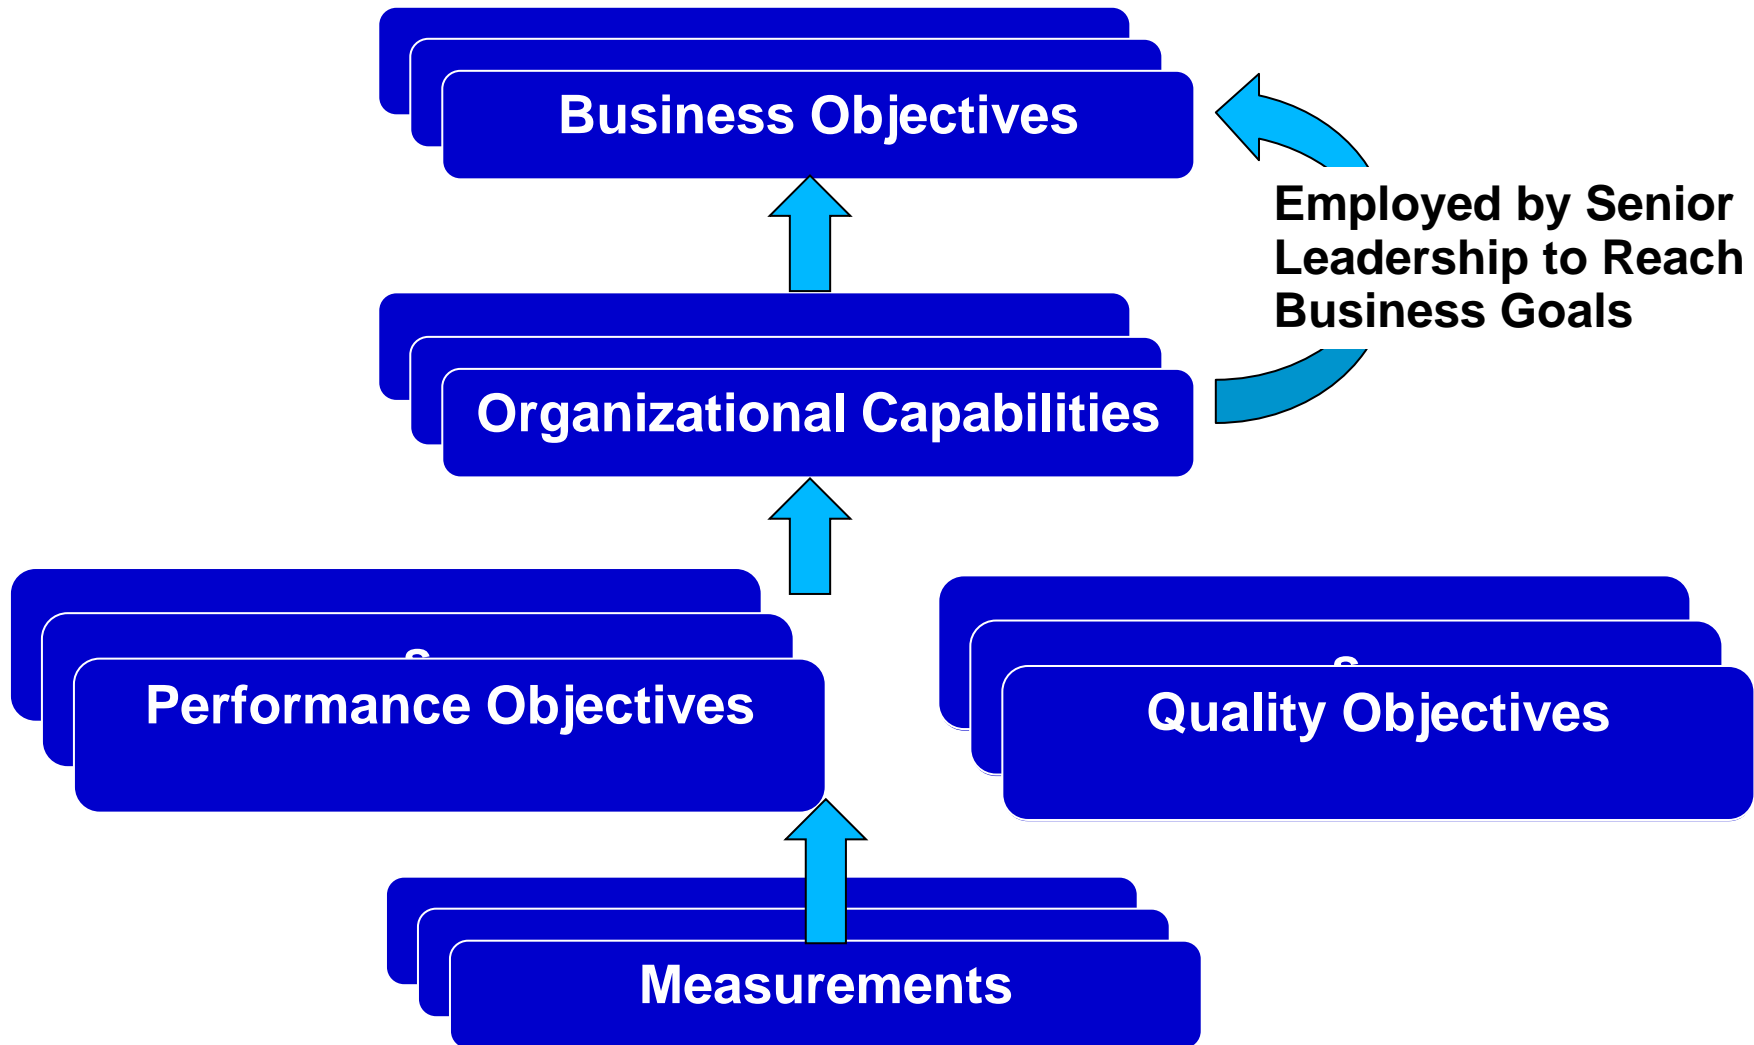 Business Objectives
Employed by Senior
Leadership to Reach
Business Goals
Organizational Capabilities
Performance Objectives
Quality Objectives
Measurements